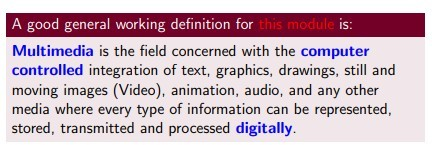 A good general working definition for this module is:
Multimedia is the field concerned with the computer
controlled integration of text, graphics, drawings, still and
moving images (Video), animation, audio, and any other
media where every type of information can be represented,
stored, transmitted and processed digitally.